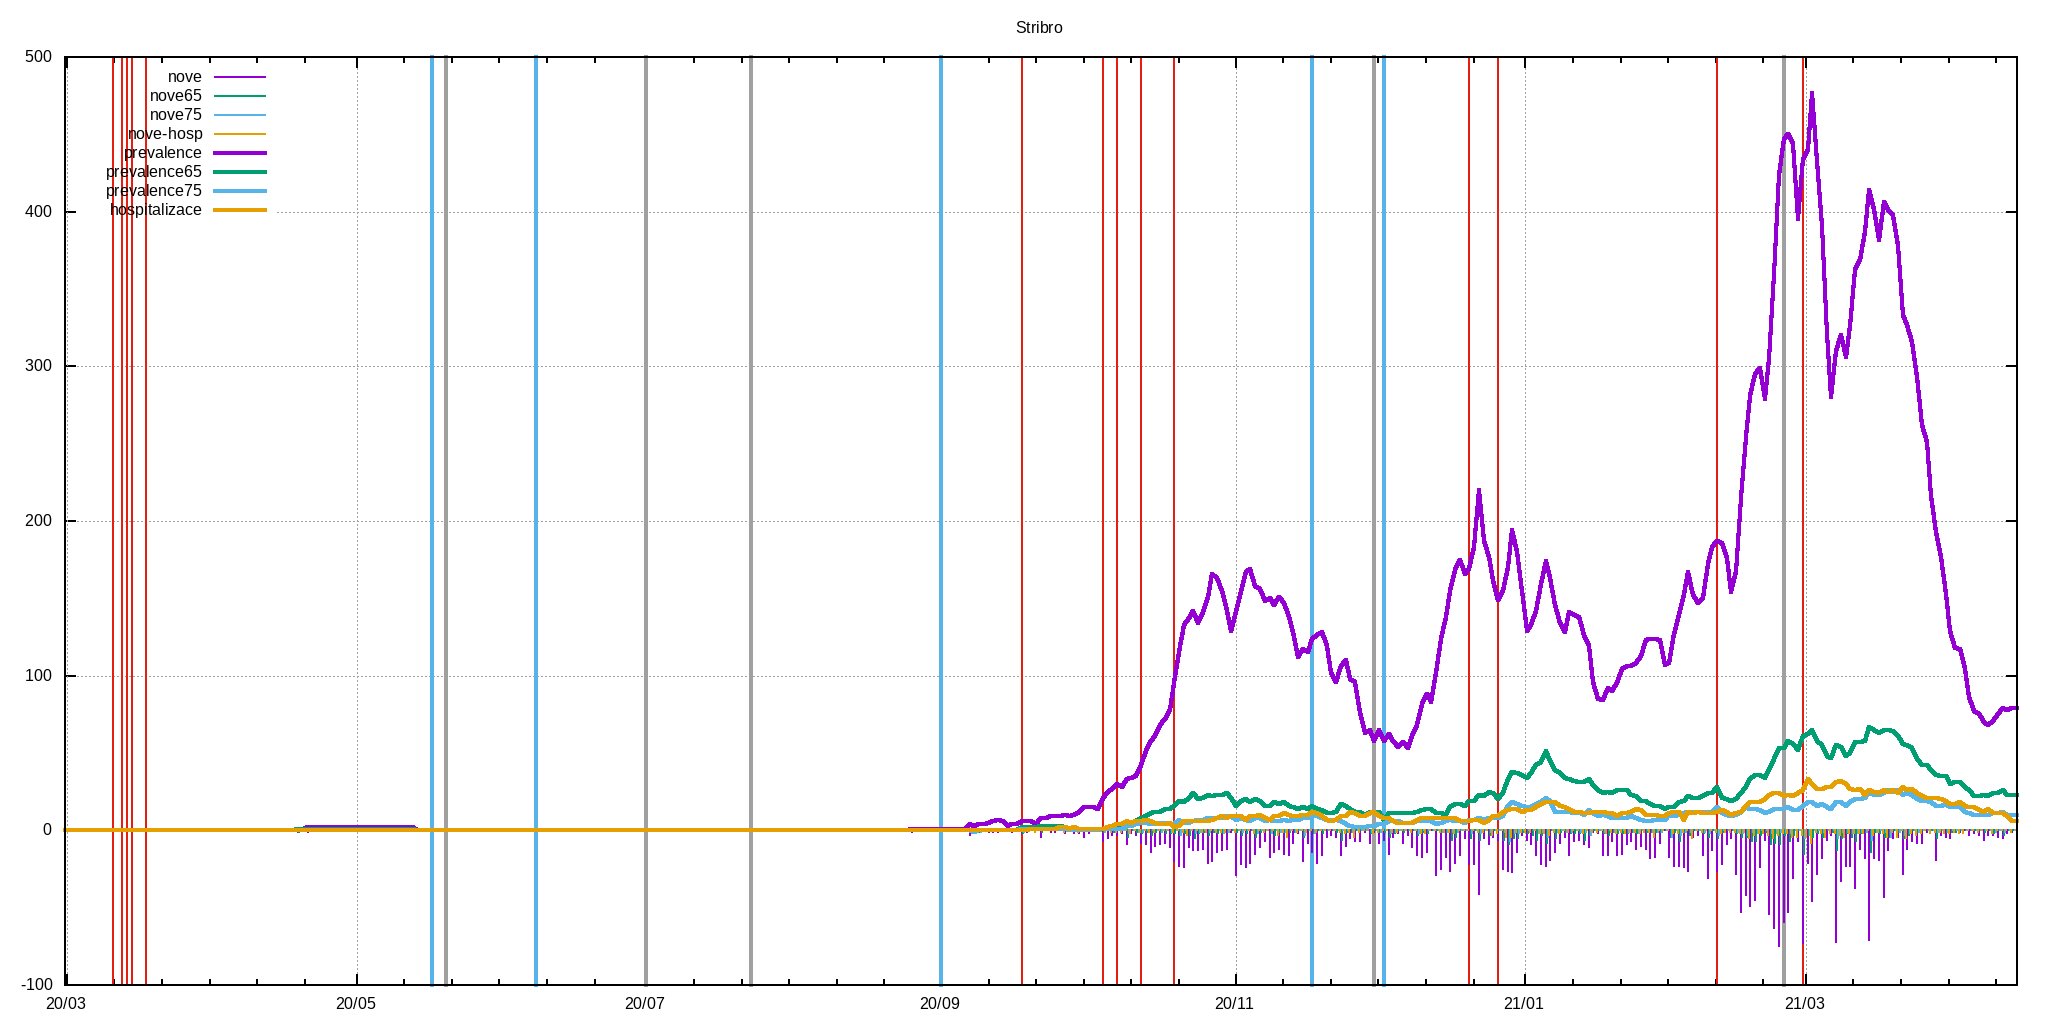 Stribro
500
nove
nove65
nove75
nove-hosp
prevalence
prevalence65
prevalence75
hospitalizace
400
300
200
100
0
-100
20/03 20/05 20/07 20/09 20/11 21/01 21/03